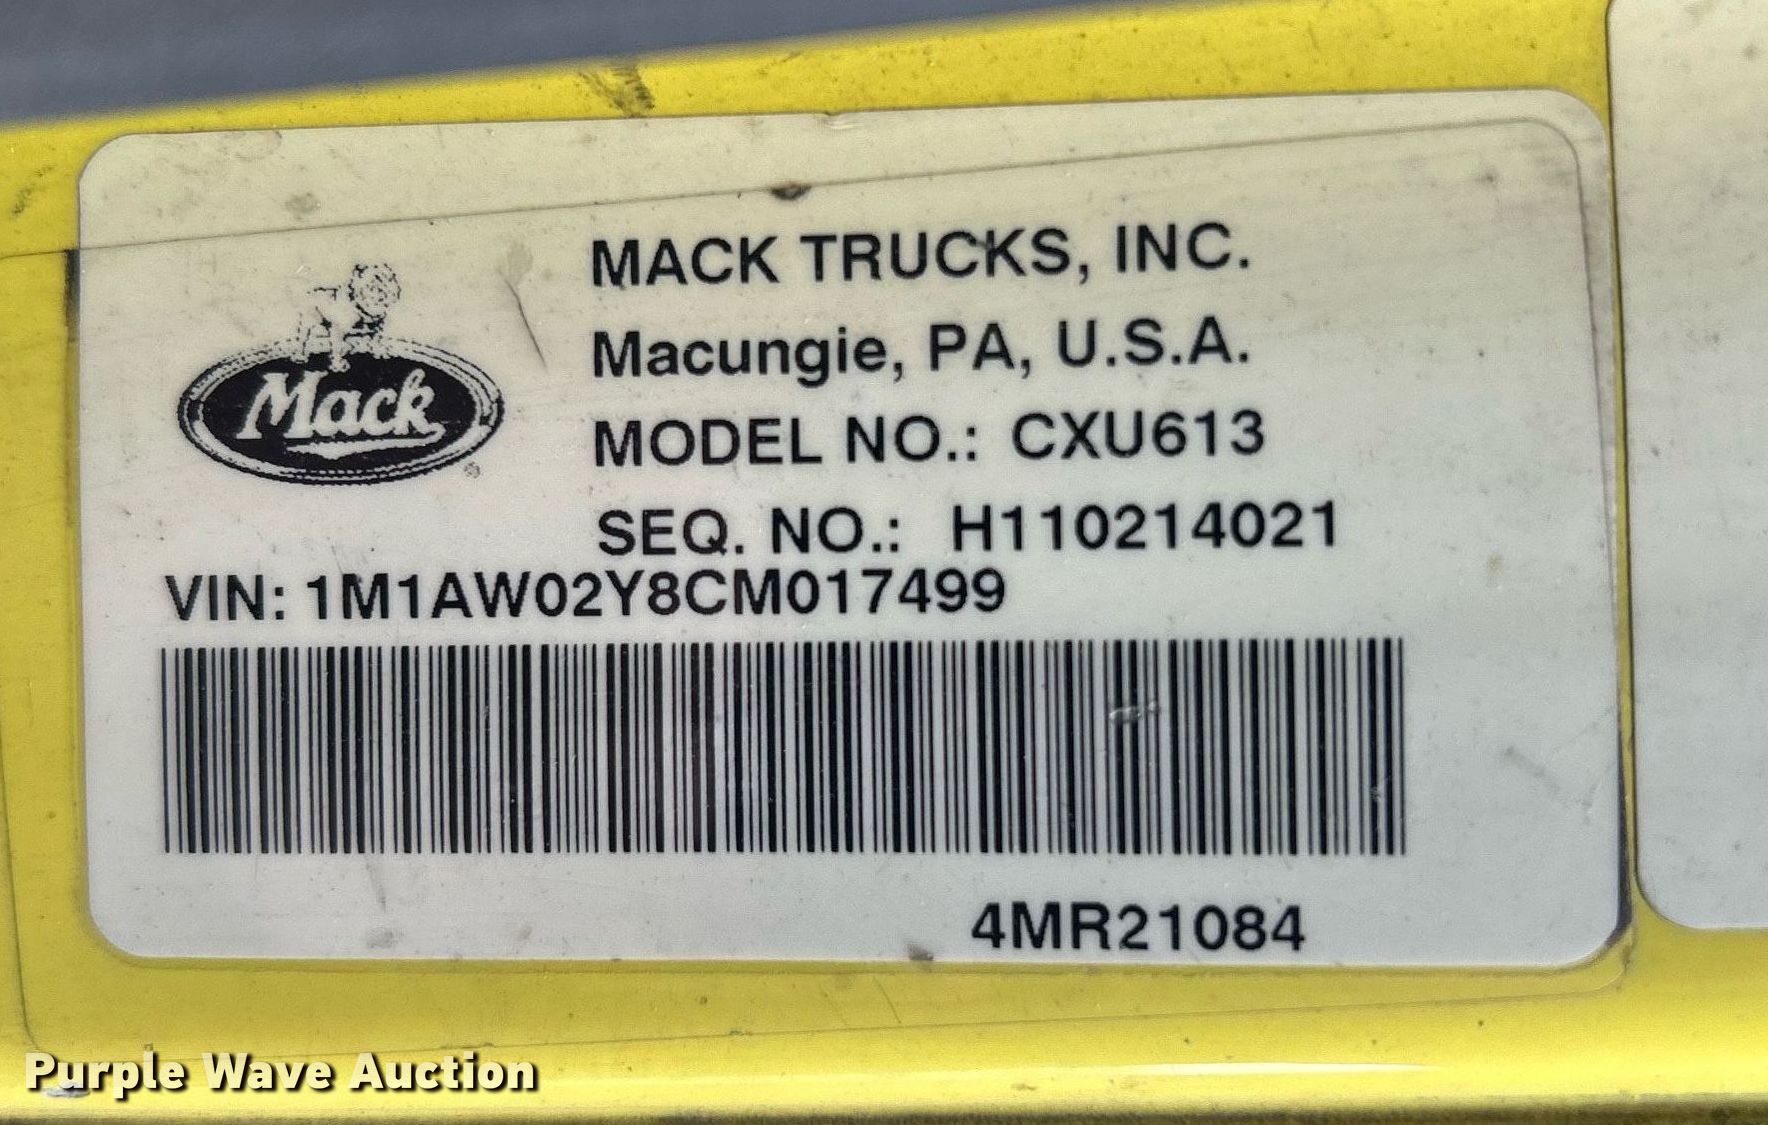 MACK TRUCKS, INC.
Mack
®
Macungie, PA, U.S.A.
MODEL NO.: CXU613
SEQ. NO.: H110214021
VIN: 1M1AW02Y8CM017499
4MR21084
Purple Wave Auction